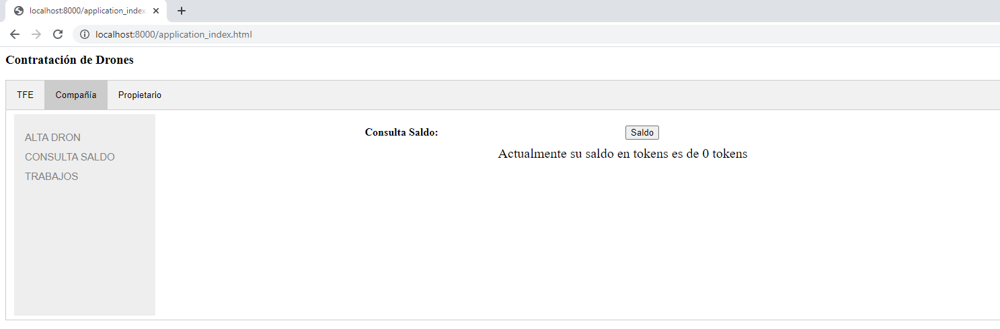 localhost:8000/application_index
localhost:8000/application_index.html
Contratación de Drones
TFE Compañía Propietario
ALTA DRON
CONSULTA SALDO
TRABAJOS
Consulta Saldo: Saldo
Actualmente su saldo en tokens es de 0 tokens